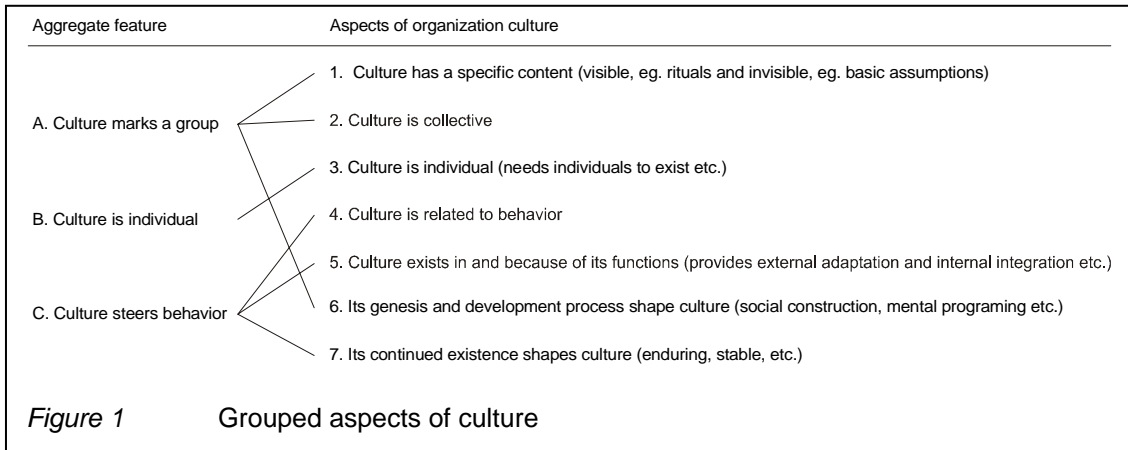 Aggregate feature Aspects of organization culture
1. Culture has a specific content (visible, eg. rituals and invisible, eg. basic assumptions)
A. Culture marks a group 2. Culture is collective
3. Culture is individual (needs individuals to exist etc.)
B. Culture is individual 4. Culture is related to behavior
5. Culture exists in and because of its functions (provides external adaptation and internal integration etc.)
C. Culture steers behavior 6. Its genesis and development process shape culture (social construction, mental programing etc.)
7. Its continued existence shapes culture (enduring, stable, etc.)
Figure 1 Grouped aspects of culture